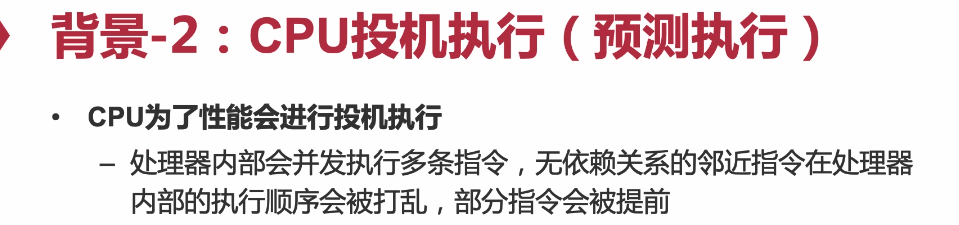 背景-2：CPU投机执行（预测执行）
• CPU为了性能会进行投机执行
– 处理器内部会并发执行多条指令，无依赖关系的邻近指令在处理器
内部的执行顺序会被打乱，部分指令会被提前